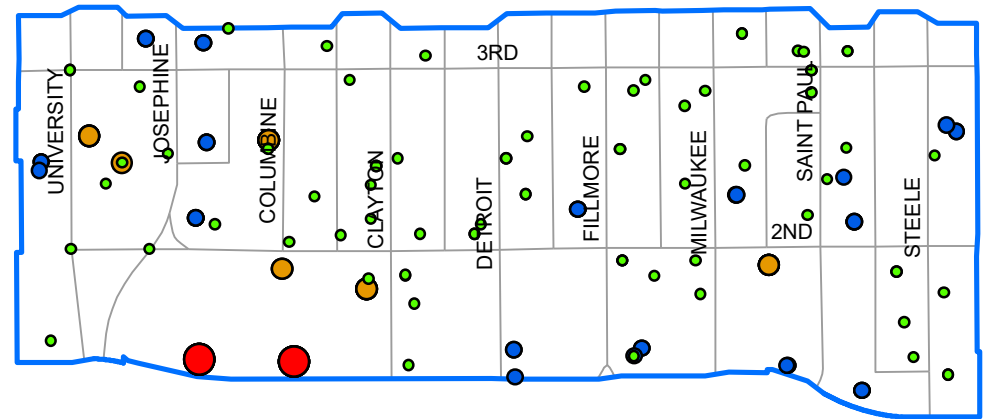 3RD
UNIVERSITY
JOSEPHINE
COLUMBINE
CLAYTON
DETROIT
FILLMORE
MILWAUKEE
SAINT PAUL
STEELE
2ND